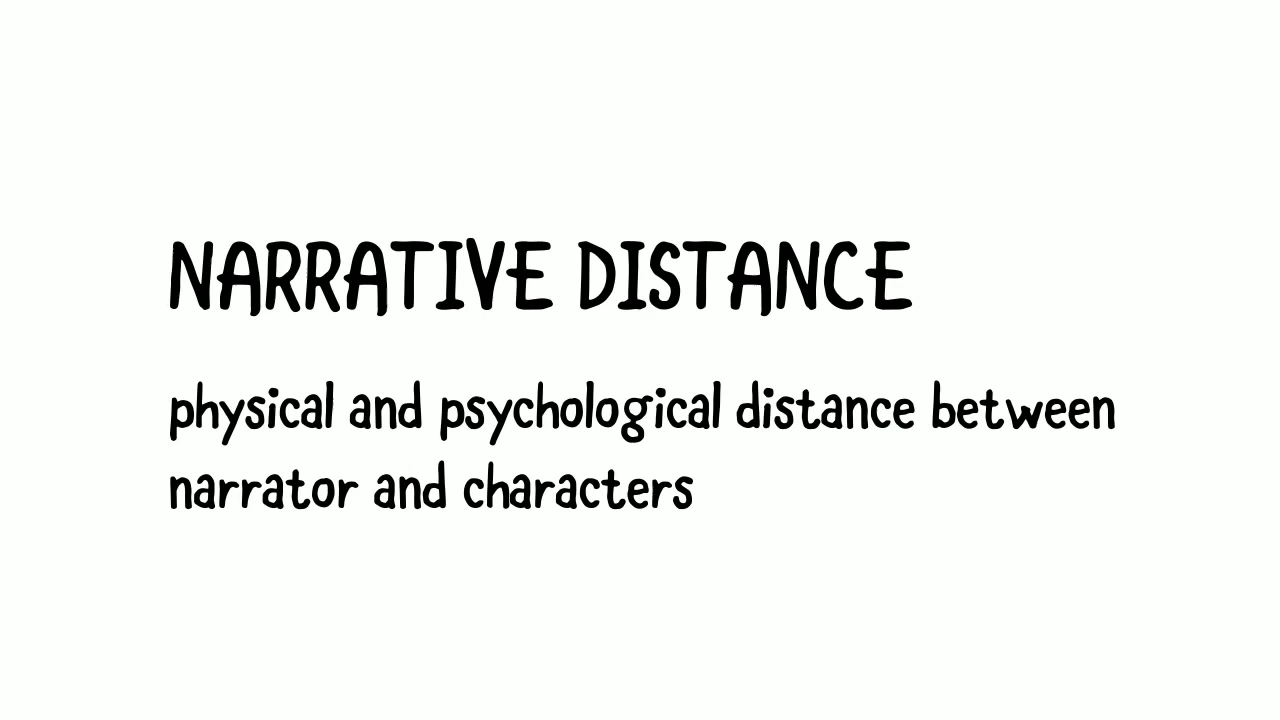 NARRATIVE DISTANCE
physical and psychological distance between
narrator and characters